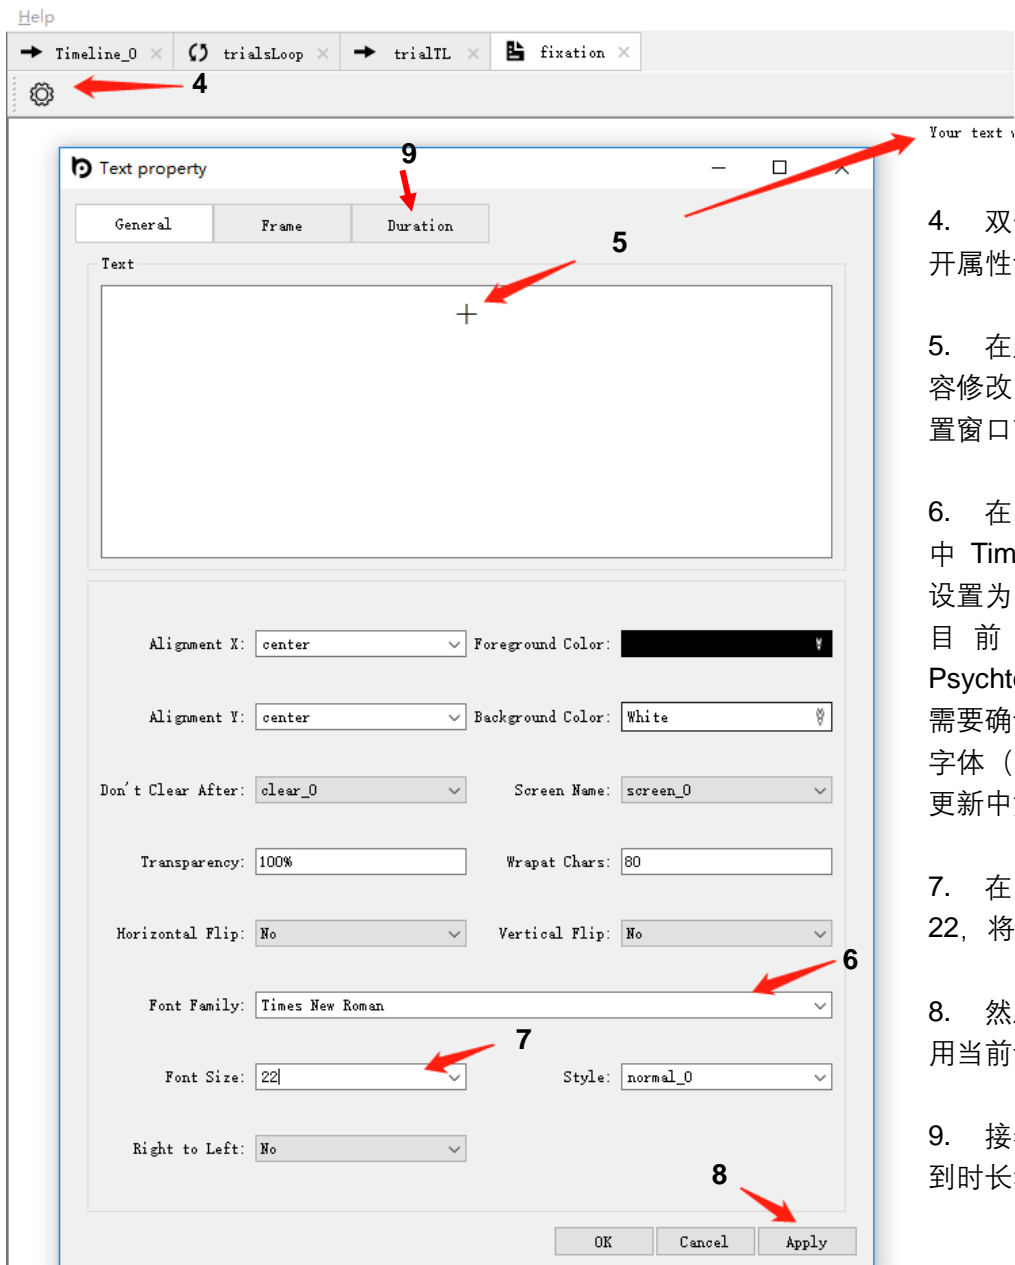 Help
Timeline_0 trialsLoop trialTL fixation
4
Your text
Text property
9
General Frame Duration
5
Text
+
Alignment X: center Foreground Color:
Alignment Y: center Background Color: White
Don't Clear After: clear_0 Screen Name: screen_0
Transparency: 100% Wrapat Chars: 80
Horizontal Flip: No Vertical Flip: No
6
Font Family: Times New Roman
7
Font Size: 22 Style: normal_0
Right to Left: No
8
OK Cancel Apply
4. 双
开属性
5. 在
容修改
置窗口
6. 在
中 Tim
设置为
目 前
Psycht
需要确
字体（
更新中
7. 在
22，将
8. 然
用当前
9. 接
到时长